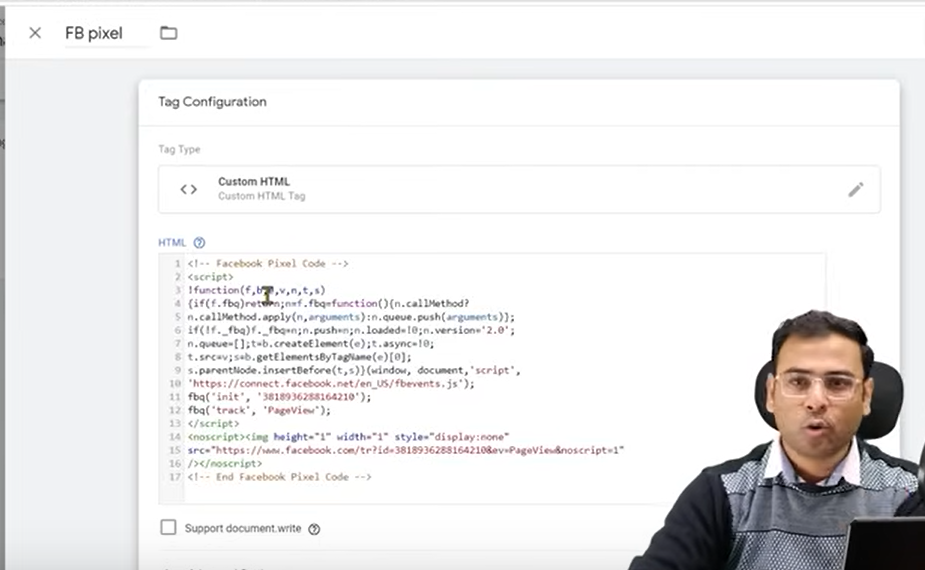 FB pixel
Tag Configuration
Tag Type
Custom HTML
Custom HTML Tag
HTML
1 <!-- Facebook Pixel Code -->
2 <script>
3 !function(f,b,e,v,n,t,s)
4 {if(f.fbq)return;n=f.fbq=function(){n.callMethod?
5 n.callMethod.apply(n,arguments):n.queue.push(arguments)};
6 if(!f._fbq)f._fbq=n;n.push=n;n.loaded=!0;n.version='2.0';
7 n.queue=[];t=b.createElement(e);t.async=!0;
8 t.src=v;s=b.getElementsByTagName(e)[0];
9 s.parentNode.insertBefore(t,s)}(window, document,'script',
10 'https://connect.facebook.net/en_US/fbevents.js');
11 fbq('init', '3818936288164210');
12 fbq('track', 'PageView');
13 </script>
14 <noscript><img height="1" width="1" style="display:none"
15 src="https://www.facebook.com/tr?id=3818936288164210&ev=PageView&noscript=1"
16 /></noscript>
17 <!-- End Facebook Pixel Code -->
Support document.write